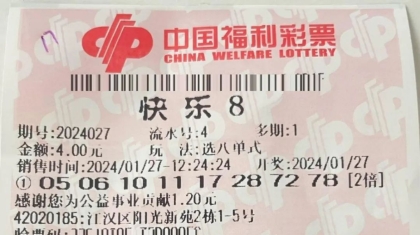 17
中国福利彩票
CHINA WELFARE LOTTERY
快乐8
期号:2024027 流水号:4 多期:1
金额:4.00元 玩 法:选八单式
销售时间:2024/01/27-12:24:24 开奖:2024/01/27
①05 06 10 11 17 28 72 78 [2倍]
感谢您为公益事业贡献1.20元
42020185:江汉区阳光新苑2栋1-5号